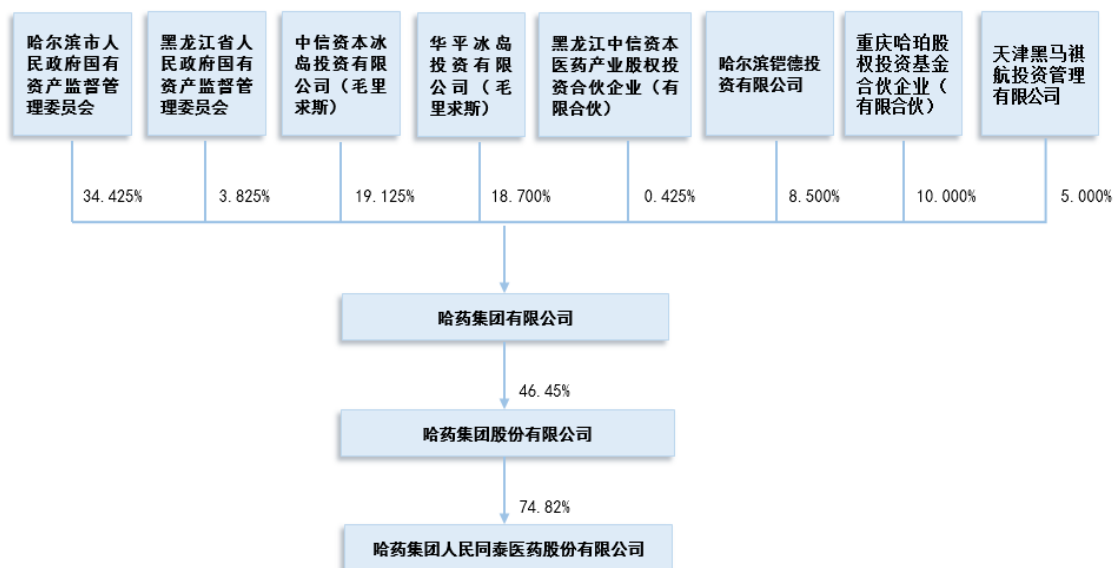 哈尔滨市人
民政府国有
资产监督管
理委员会
黑龙江省人
民政府国有
资产监督管
理委员会
中信资本冰
岛投资有限
公司（毛里
求斯）
华平冰岛
投资有限
公司（毛
里求斯）
黑龙江中信资本
医药产业股权投
资合伙企业（有
限合伙）
哈尔滨铠德投
资有限公司
重庆哈珀股
权投资基金
合伙企业（
有限合伙）
天津黑马祺
航投资管理
有限公司
34.425%
3.825%
19.125%
18.700%
0.425%
8.500%
10.000%
5.000%
哈药集团有限公司
46.45%
哈药集团股份有限公司
74.82%
哈药集团人民同泰医药股份有限公司